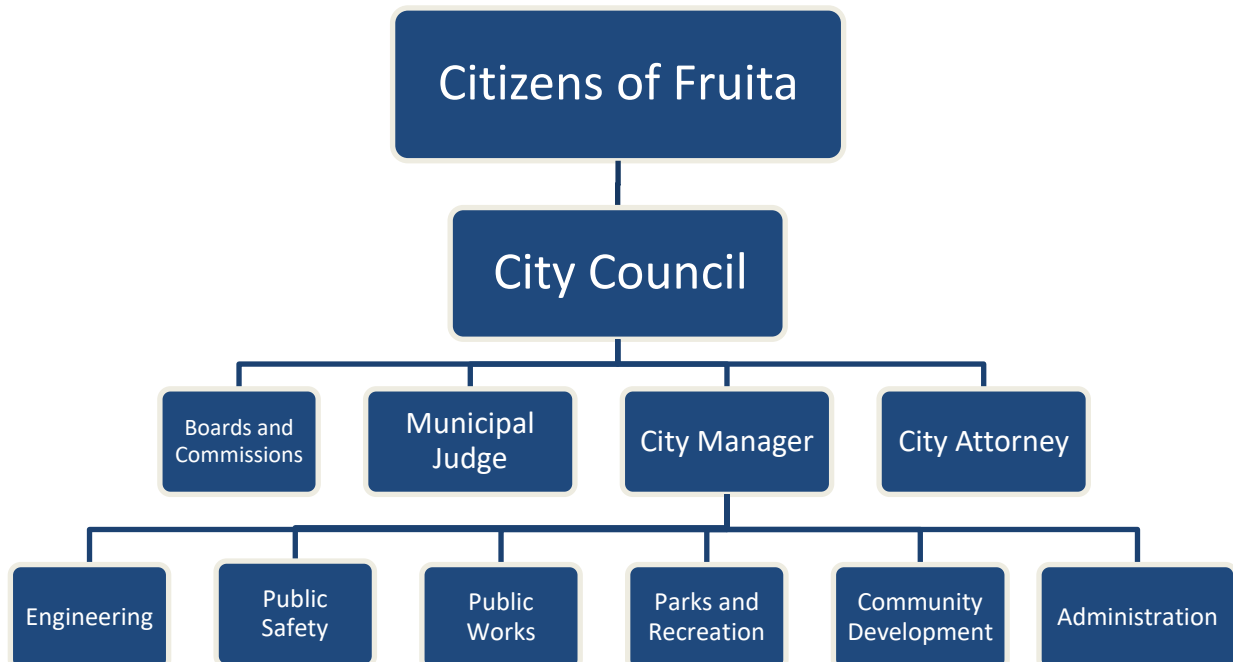 Citizens of Fruita
City Council
Boards and
Commissions
Municipal
Judge
City Manager
City Attorney
Engineering
Public
Safety
Public
Works
Parks and
Recreation
Community
Development
Administration